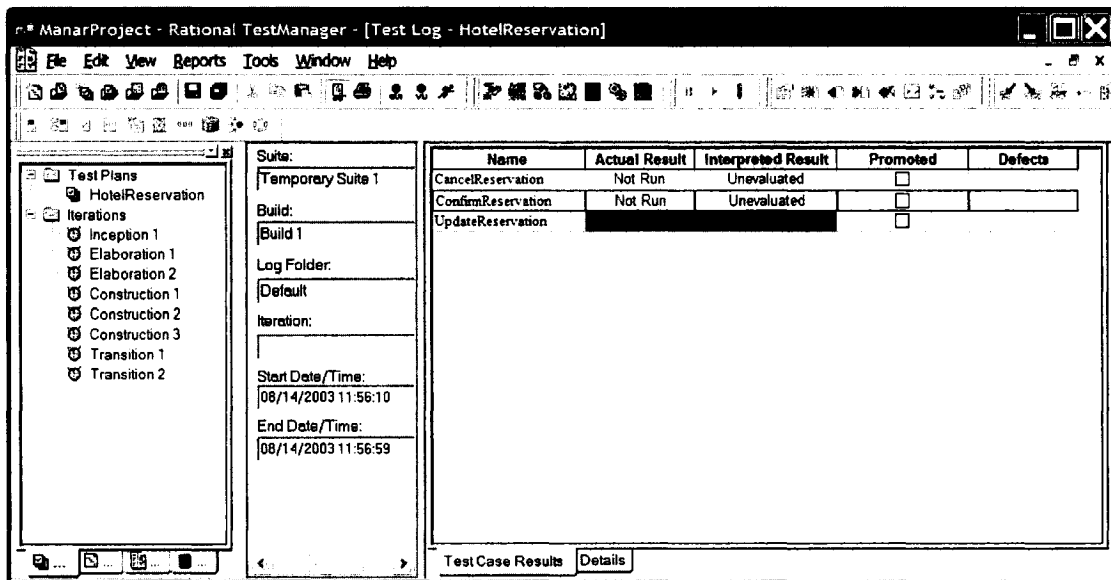 ManarProject - Rational TestManager - [Test Log - HotelReservation]
File Edit View Reports Tools Window Help
Test Plans
HotelReservation
Iterations
Inception 1
Elaboration 1
Elaboration 2
Construction 1
Construction 2
Construction 3
Transition 1
Transition 2
Suite:
Temporary Suite 1
Build:
Build 1
Log Folder:
Default
Iteration:
Start Date/Time:
08/14/2003 11:56:10
End Date/Time:
08/14/2003 11:56:59
Name Actual Result Interpreted Result Promoted Defects
CancelReservation Not Run Unevaluated
ConfirmReservation Not Run Unevaluated
UpdateReservation
Test Case Results Details